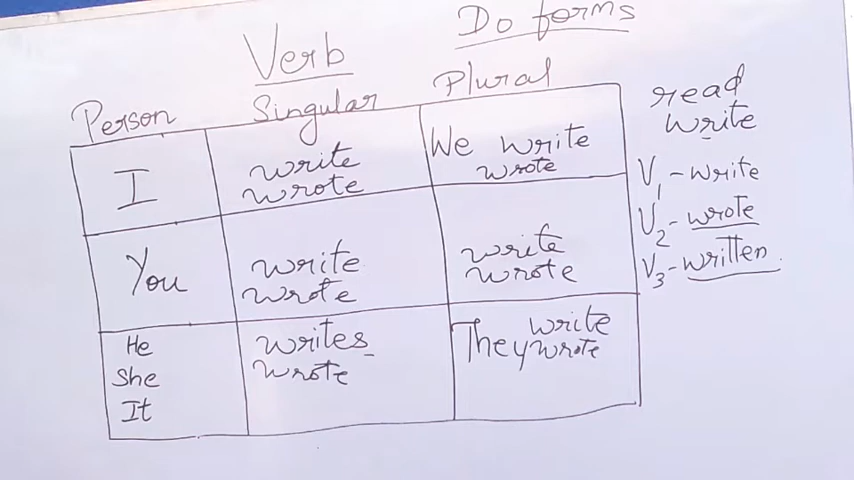 Verb
Do forms
Person
Singular
Plural
I
write
wrote
We write
wrote
You
write
wrote
write
wrote
He
She
It
writes
wrote
They write
wrote
read
write
V1-write
V2-wrote
V3-written